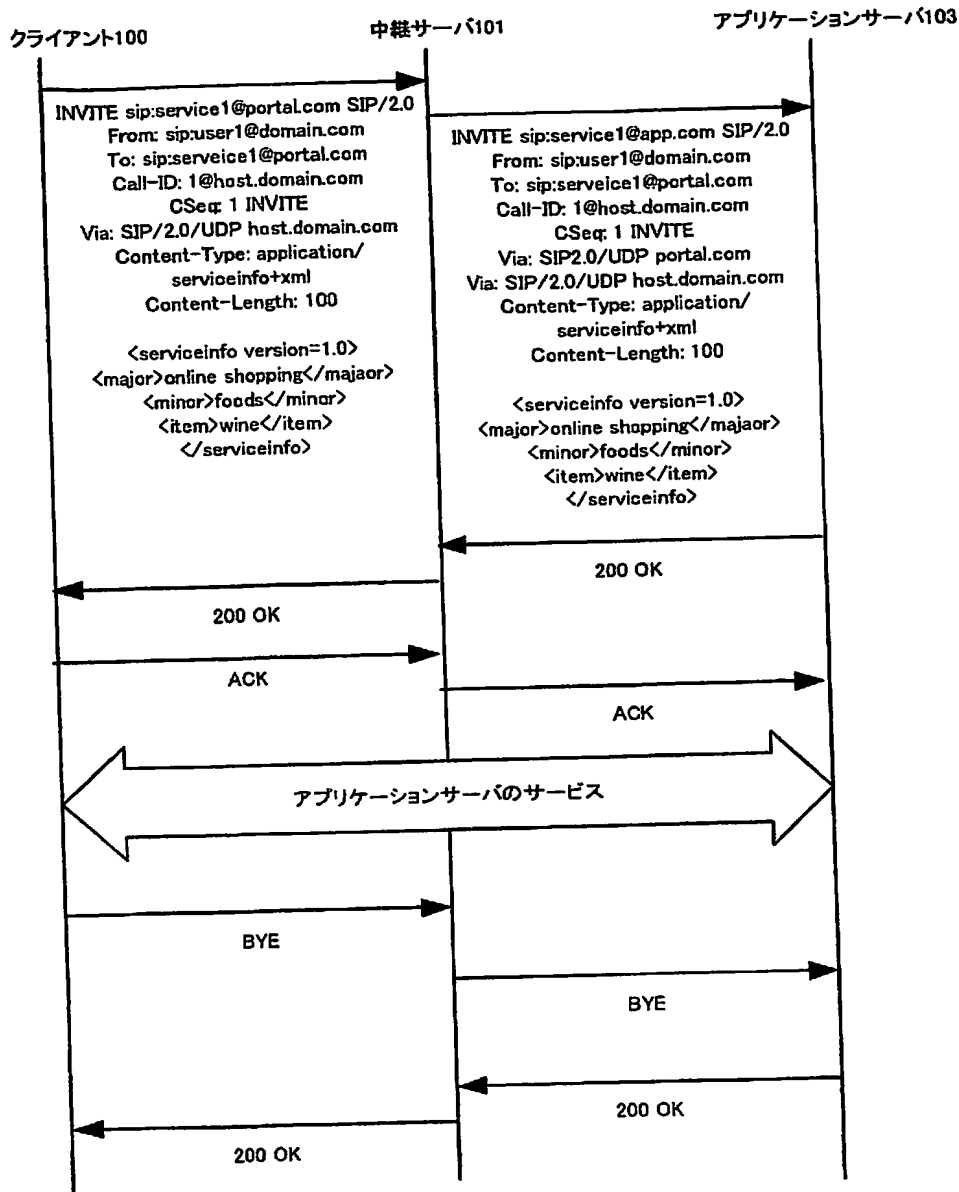 クライアント100
中継サーバ101
アプリケーションサーバ103
INVITE sip:service1@portal.com SIP/2.0
From: sip:user1@domain.com
To: sip:serveice1@portal.com
Call-ID: 1@host.domain.com
CSeq: 1 INVITE
Via: SIP/2.0/UDP host.domain.com
Content-Type: application/
serviceinfo+xml
Content-Length: 100
<serviceinfo version=1.0>
<major>online shopping</majaor>
<minor>foods</minor>
<item>wine</item>
</serviceinfo>
INVITE sip:service1@app.com SIP/2.0
From: sip:user1@domain.com
To: sip:serveice1@portal.com
Call-ID: 1@host.domain.com
CSeq: 1 INVITE
Via: SIP2.0/UDP portal.com
Via: SIP/2.0/UDP host.domain.com
Content-Type: application/
serviceinfo+xml
Content-Length: 100
<serviceinfo version=1.0>
<major>online shopping</majaor>
<minor>foods</minor>
<item>wine</item>
</serviceinfo>
200 OK
200 OK
ACK
ACK
アプリケーションサーバのサービス
BYE
BYE
200 OK
200 OK